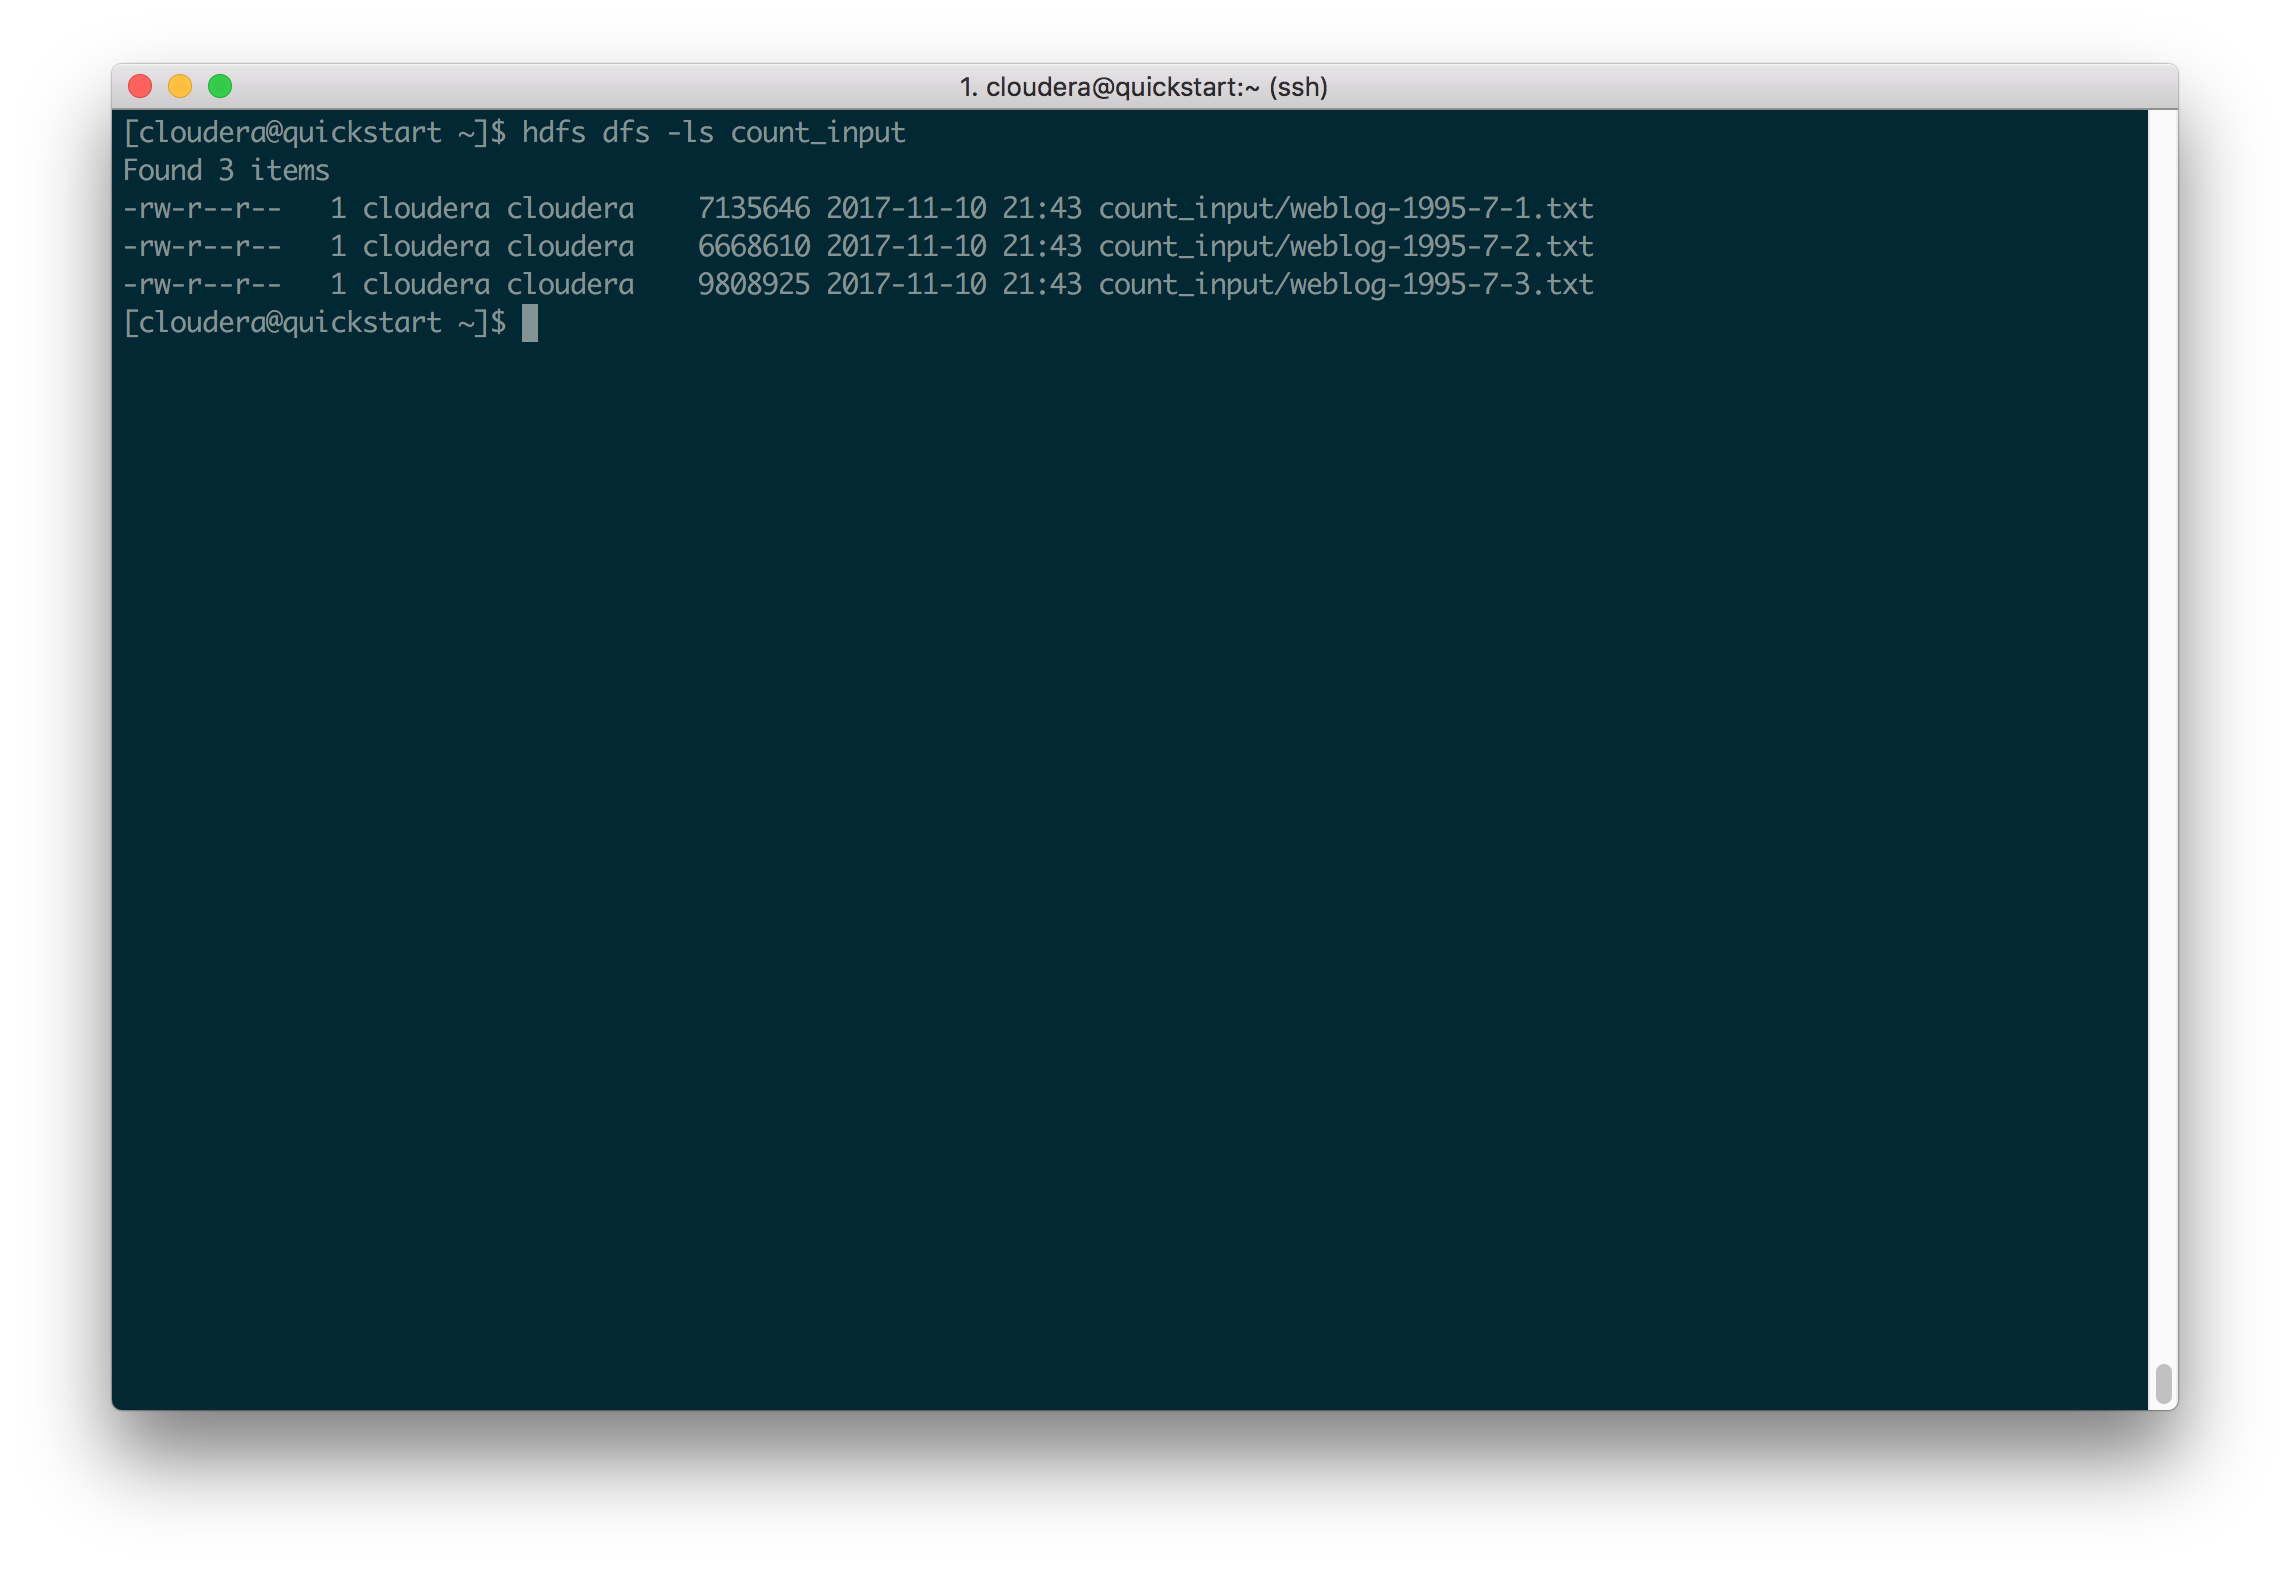 1. cloudera@quickstart:~ (ssh)
[cloudera@quickstart ~]$ hdfs dfs -ls count_input
Found 3 items
-rw-r--r--   1 cloudera cloudera    7135646 2017-11-10 21:43 count_input/weblog-1995-7-1.txt
-rw-r--r--   1 cloudera cloudera    6668610 2017-11-10 21:43 count_input/weblog-1995-7-2.txt
-rw-r--r--   1 cloudera cloudera    9808925 2017-11-10 21:43 count_input/weblog-1995-7-3.txt
[cloudera@quickstart ~]$